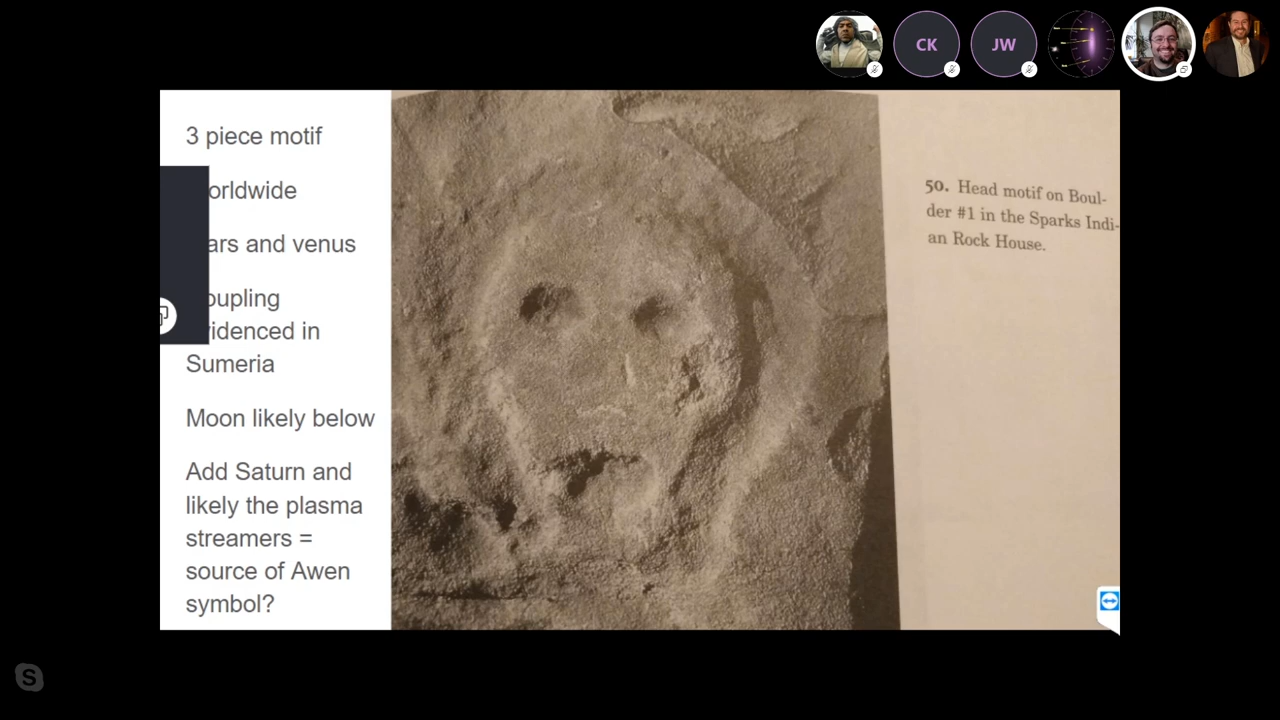 CK
JW
3 piece motif
orldwide
ars and venus
oupling
videnced in
Sumeria
Moon likely below
Add Saturn and
likely the plasma
streamers =
source of Awen
symbol?
50. Head motif on Boul-
der #1 in the Sparks Indi-
an Rock House.
S